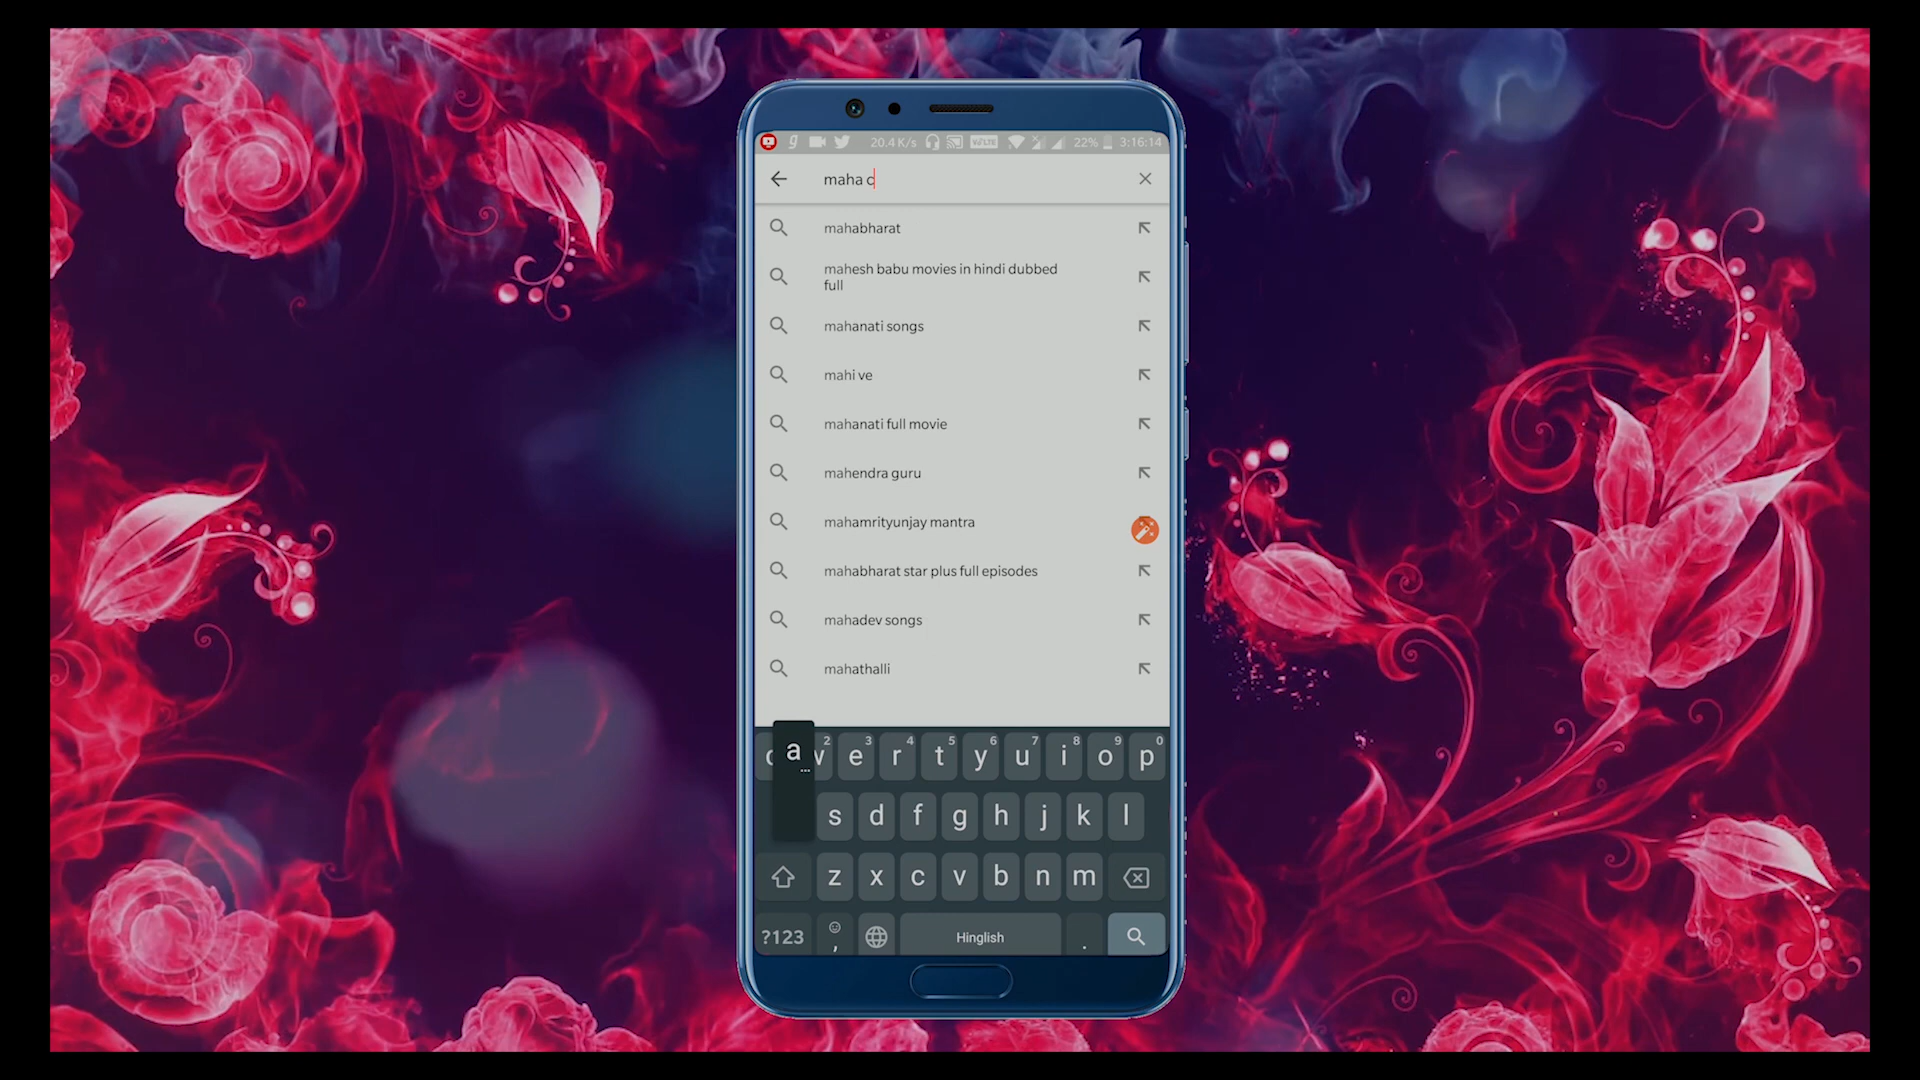 20.4 K/s VoLTE 22% 3:16:14
maha c
mahabharat
mahesh babu movies in hindi dubbed
full
mahanati songs
mahi ve
mahanati full movie
mahendra guru
mahamrityunjay mantra
mahabharat star plus full episodes
mahadev songs
mahathalli
a 2 3 4 5 6 7 8 9 0
e r t y u i o p
s d f g h j k l
z x c v b n m
?123 , Hinglish .